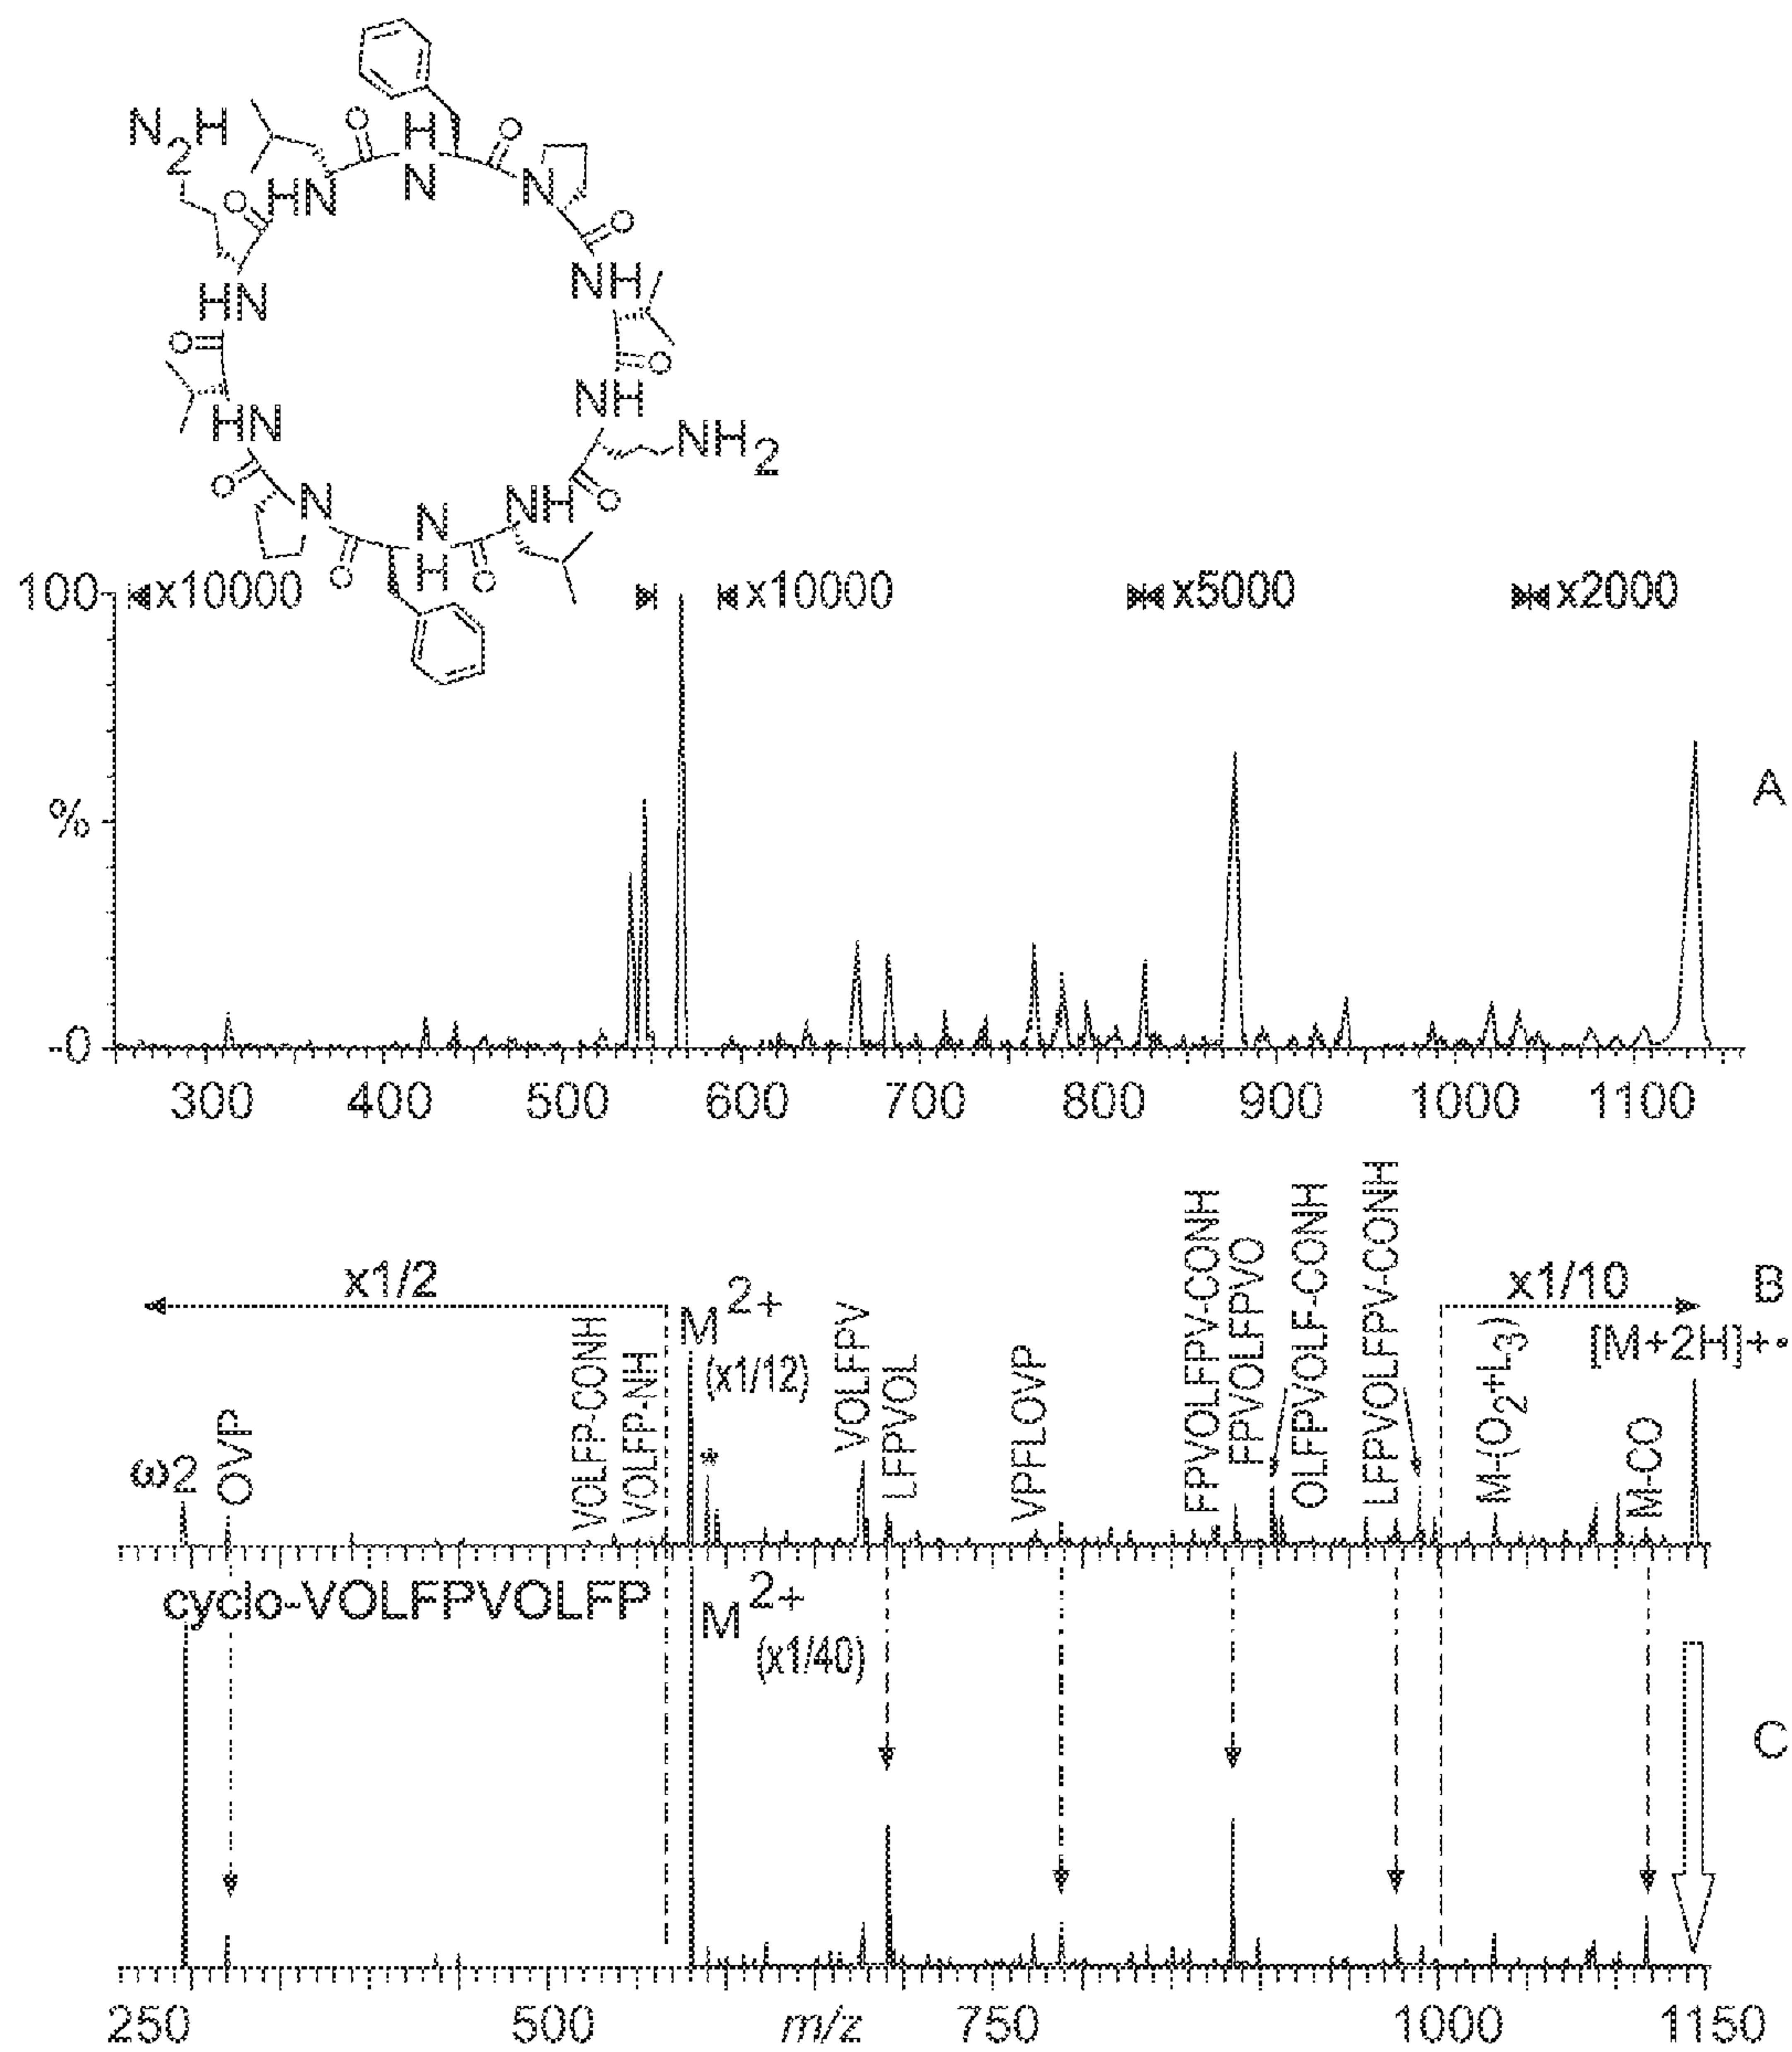 N2H
O
H
N
O
N
O
HN
O
HN
NH
O
O
NH
HN
NH2
O
N
N
H
NH
O
O
O
100
x10000
x10000
x5000
x2000
%
A
-0
300 400 500 600 700 800 900 1000 1100
x1/2
x1/10
B
ω2
OVP
VOLFP-CONH
VOLFP-NH
M2+
(x1/12)
*
VOLFPV
LFPVOL
VPFLOVP
FPVOLFPV-CONH
FPVOLFPVO
OLFPVOLF-CONH
LFPVOLFPV-CONH
M-(O2+L3)
M-CO
[M+2H]+•
cyclo-VOLFPVOLFP
M2+
(x1/40)
C
250 500 m/z 750 1000 1150